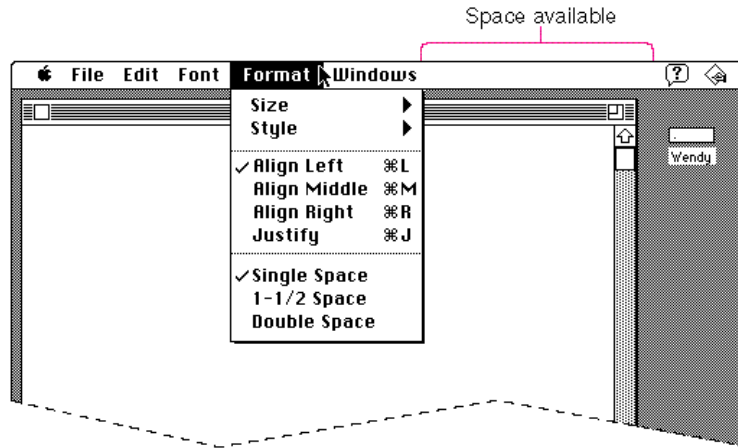 Space available
File Edit Font Format Windows ?
Size
Style
Align Left ⌘L
Align Middle ⌘M
Align Right ⌘R
Justify ⌘J
Single Space
1-1/2 Space
Double Space
Wendy